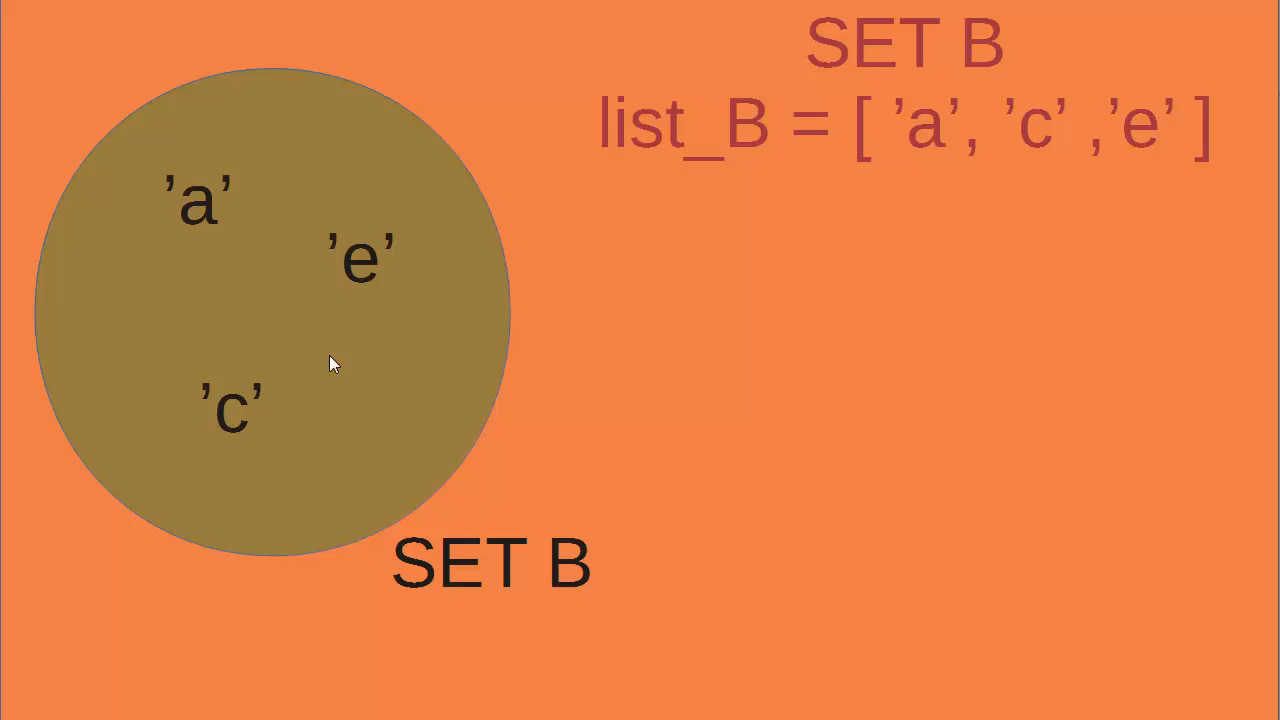 SET B
list_B = [ ’a’, ’c’ ,’e’ ]
’a’
’e’
’c’
SET B